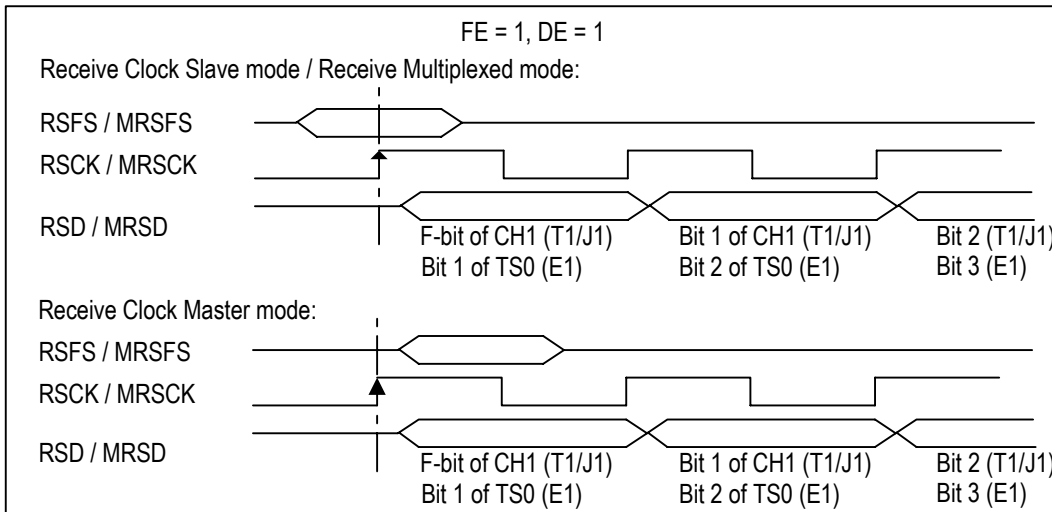 FE = 1, DE = 1
Receive Clock Slave mode / Receive Multiplexed mode:
RSFS / MRSFS
RSCK / MRSCK
RSD / MRSD
F-bit of CH1 (T1/J1) Bit 1 of CH1 (T1/J1) Bit 2 (T1/J1)
Bit 1 of TS0 (E1) Bit 2 of TS0 (E1) Bit 3 (E1)
Receive Clock Master mode:
RSFS / MRSFS
RSCK / MRSCK
RSD / MRSD
F-bit of CH1 (T1/J1) Bit 1 of CH1 (T1/J1) Bit 2 (T1/J1)
Bit 1 of TS0 (E1) Bit 2 of TS0 (E1) Bit 3 (E1)